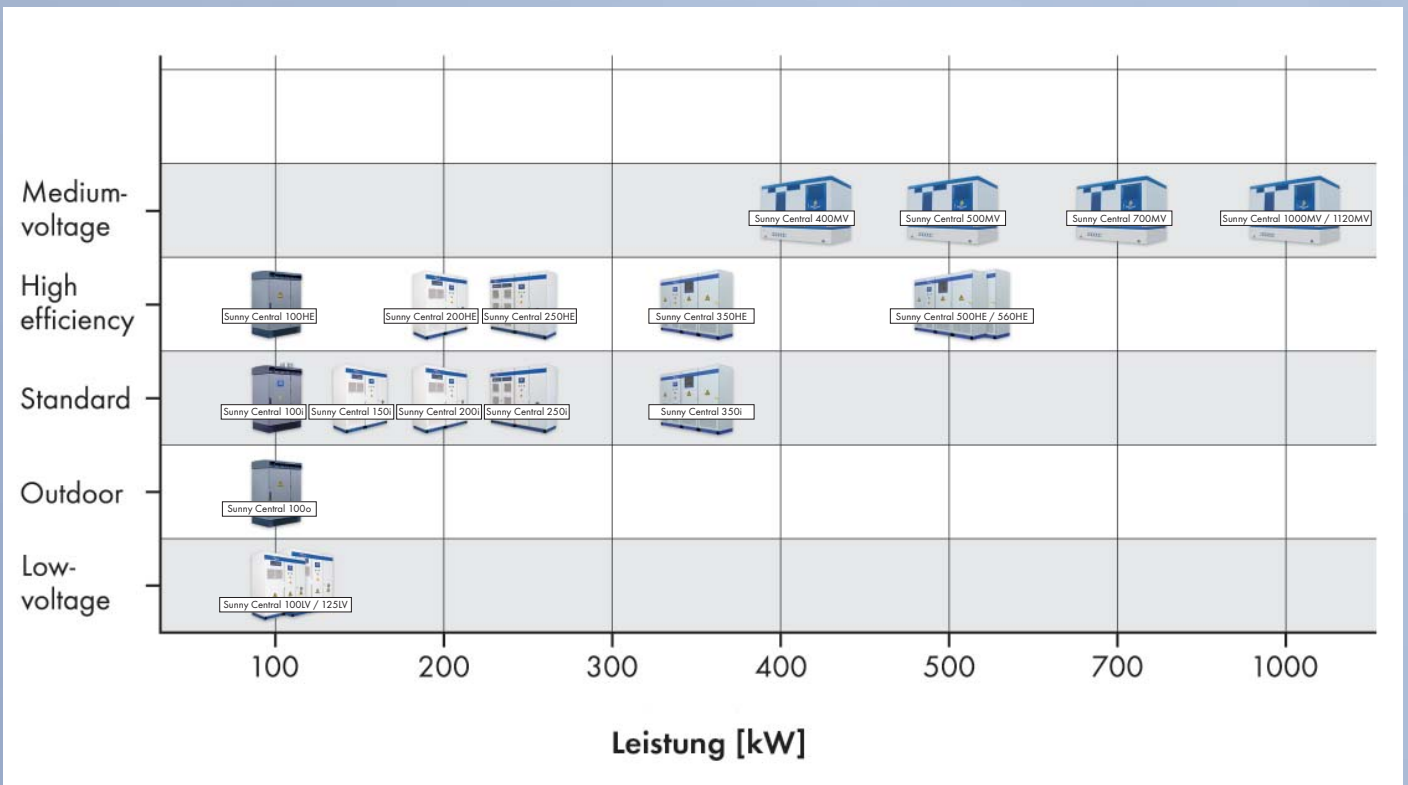 Medium-
voltage
Sunny Central 400MV
Sunny Central 500MV
Sunny Central 700MV
Sunny Central 1000MV / 1120MV
High
efficiency
Sunny Central 100HE
Sunny Central 200HE
Sunny Central 250HE
Sunny Central 350HE
Sunny Central 500HE / 560HE
Standard
Sunny Central 100i
Sunny Central 150i
Sunny Central 200i
Sunny Central 250i
Sunny Central 350i
Outdoor
Sunny Central 100o
Low-
voltage
Sunny Central 100LV / 125LV
100
200
300
400
500
700
1000
Leistung [kW]